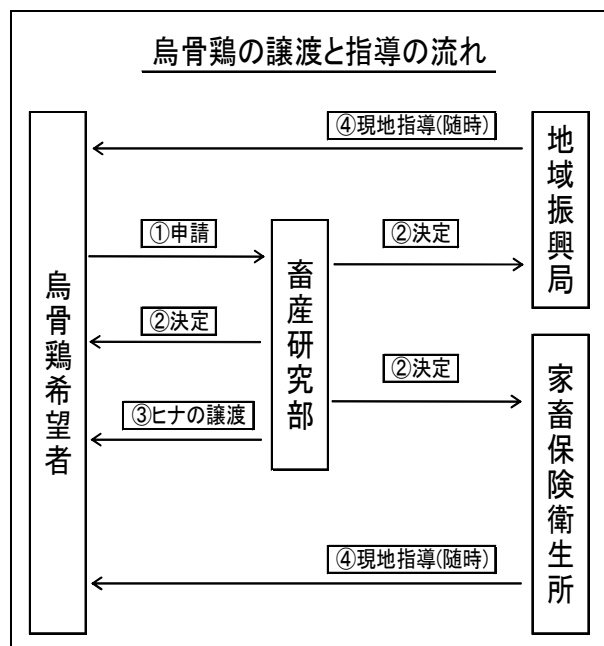 烏骨鶏の譲渡と指導の流れ
④現地指導(随時)
地域振興局
①申請
②決定
畜産研究部
烏骨鶏希望者
②決定
②決定
③ヒナの譲渡
家畜保険衛生所
④現地指導(随時)